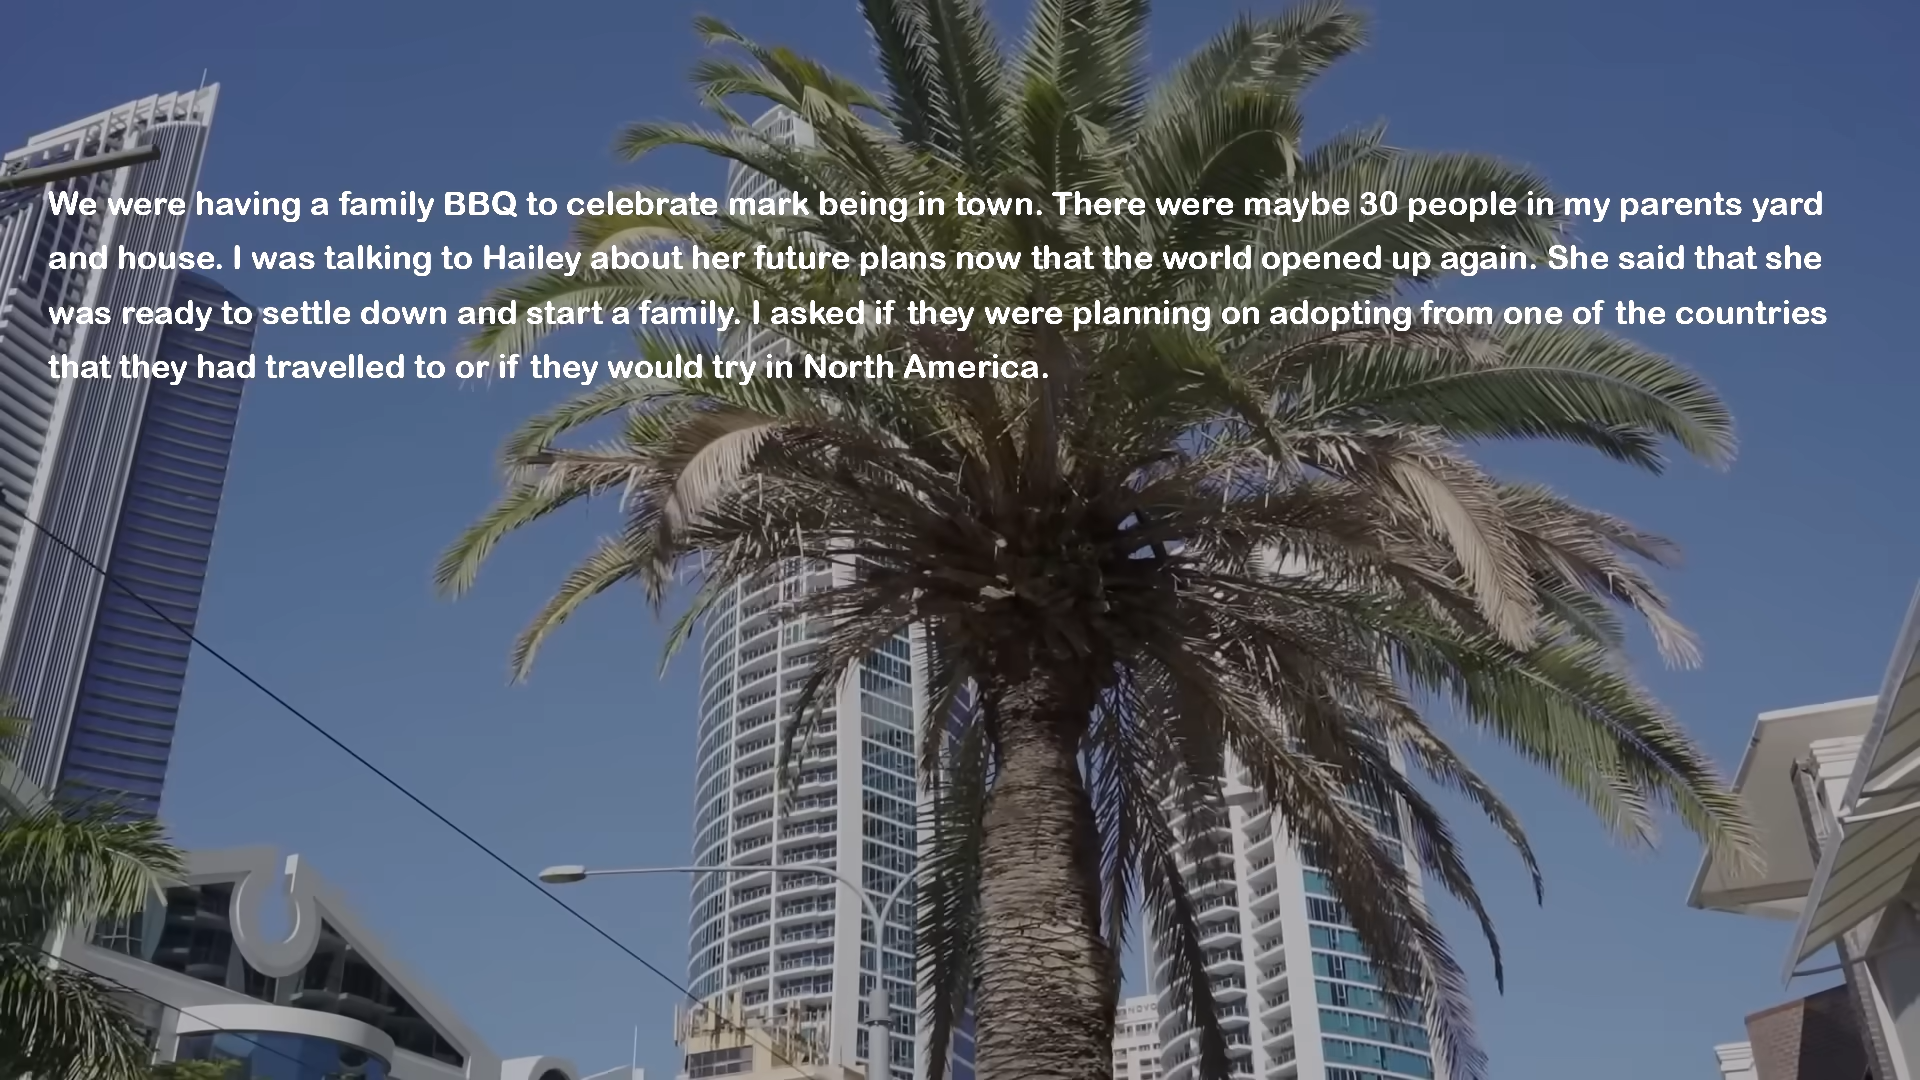 We were having a family BBQ to celebrate mark being in town. There were maybe 30 people in my parents yard
and house. I was talking to Hailey about her future plans now that the world opened up again. She said that she
was ready to settle down and start a family. I asked if they were planning on adopting from one of the countries
that they had travelled to or if they would try in North America.